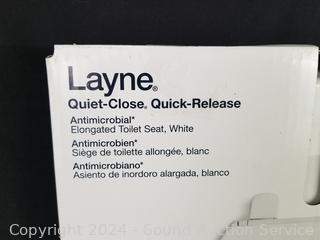 Layne®
Quiet-Close® Quick-Release
Antimicrobial*
Elongated Toilet Seat, White
Antimicrobien*
Siège de toilette allongée, blanc
Antimicrobiano*
Asiento de inordoro alargada, blanco
Copyright 2024 - Sound Auction Service